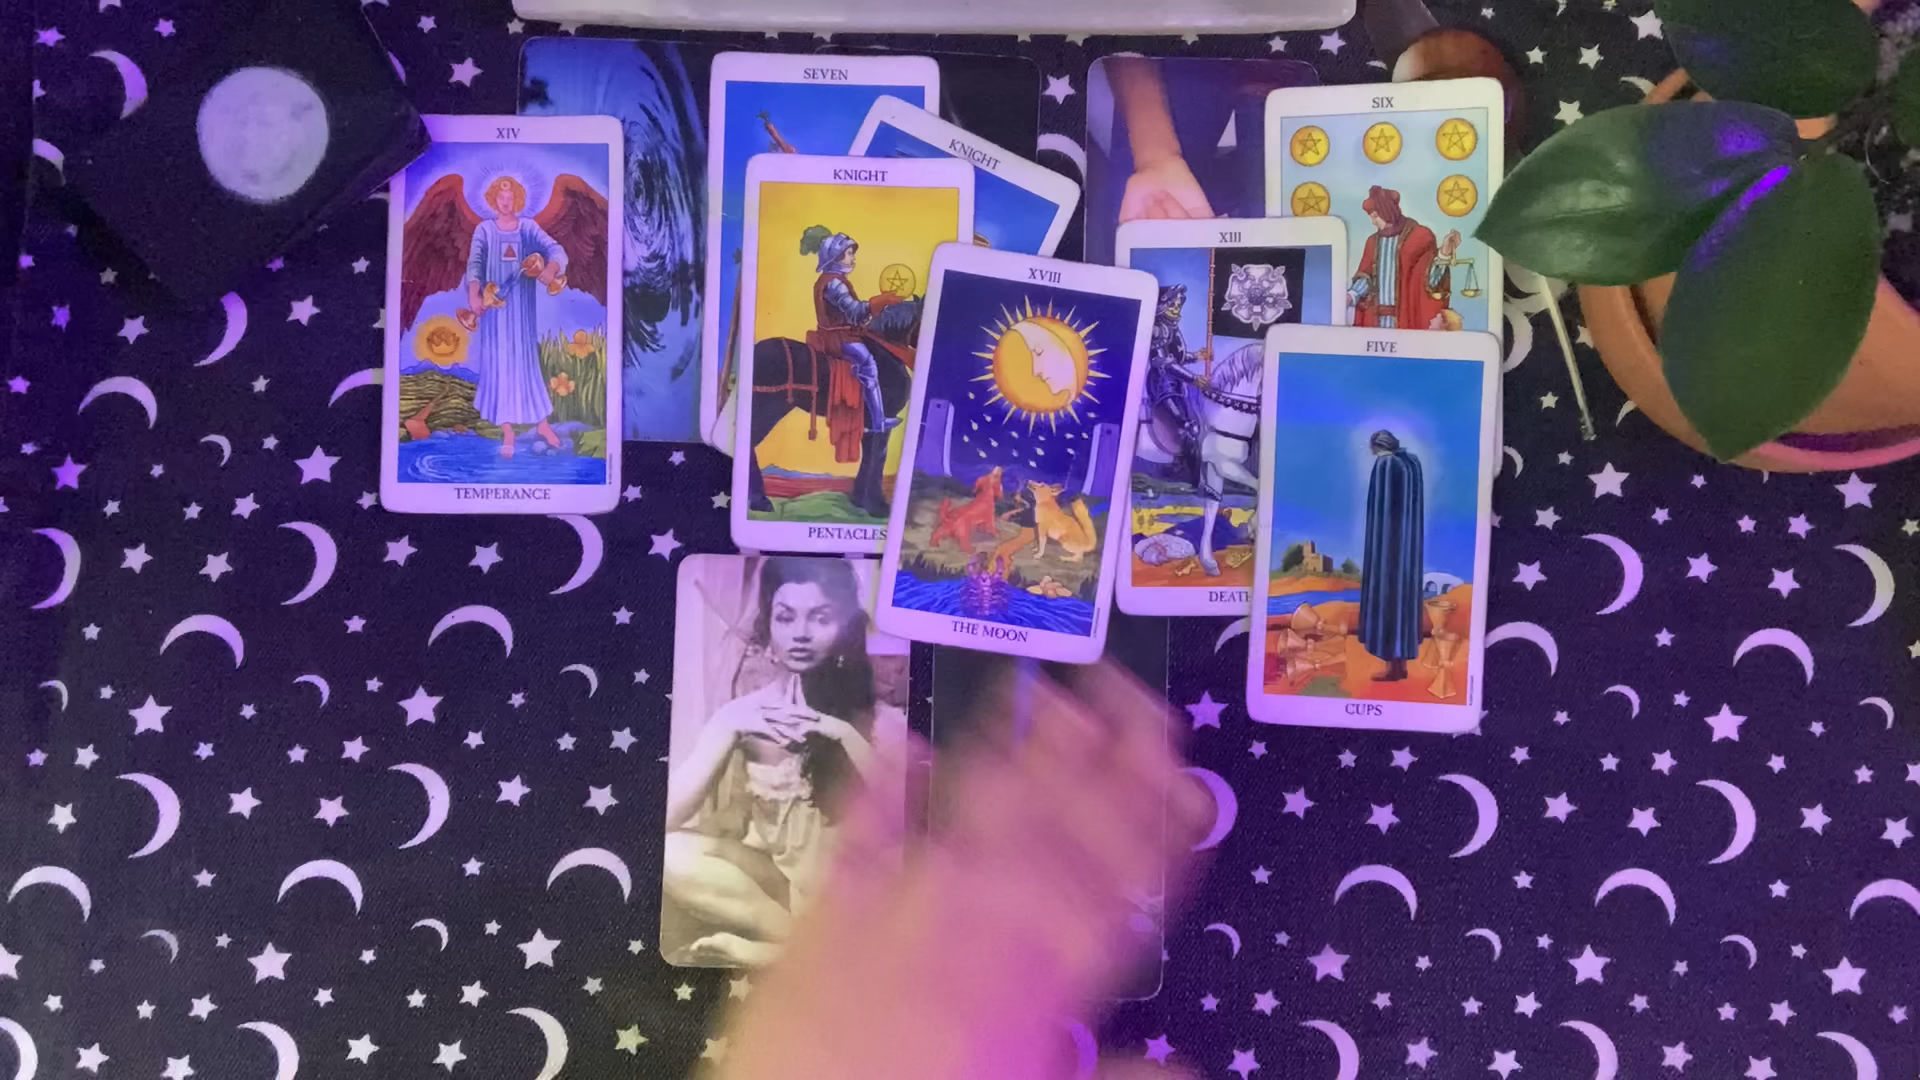 XIV
TEMPERANCE
SEVEN
KNIGHT
KNIGHT
PENTACLES
XVIII
THE MOON
XIII
DEATH
SIX
FIVE
CUPS